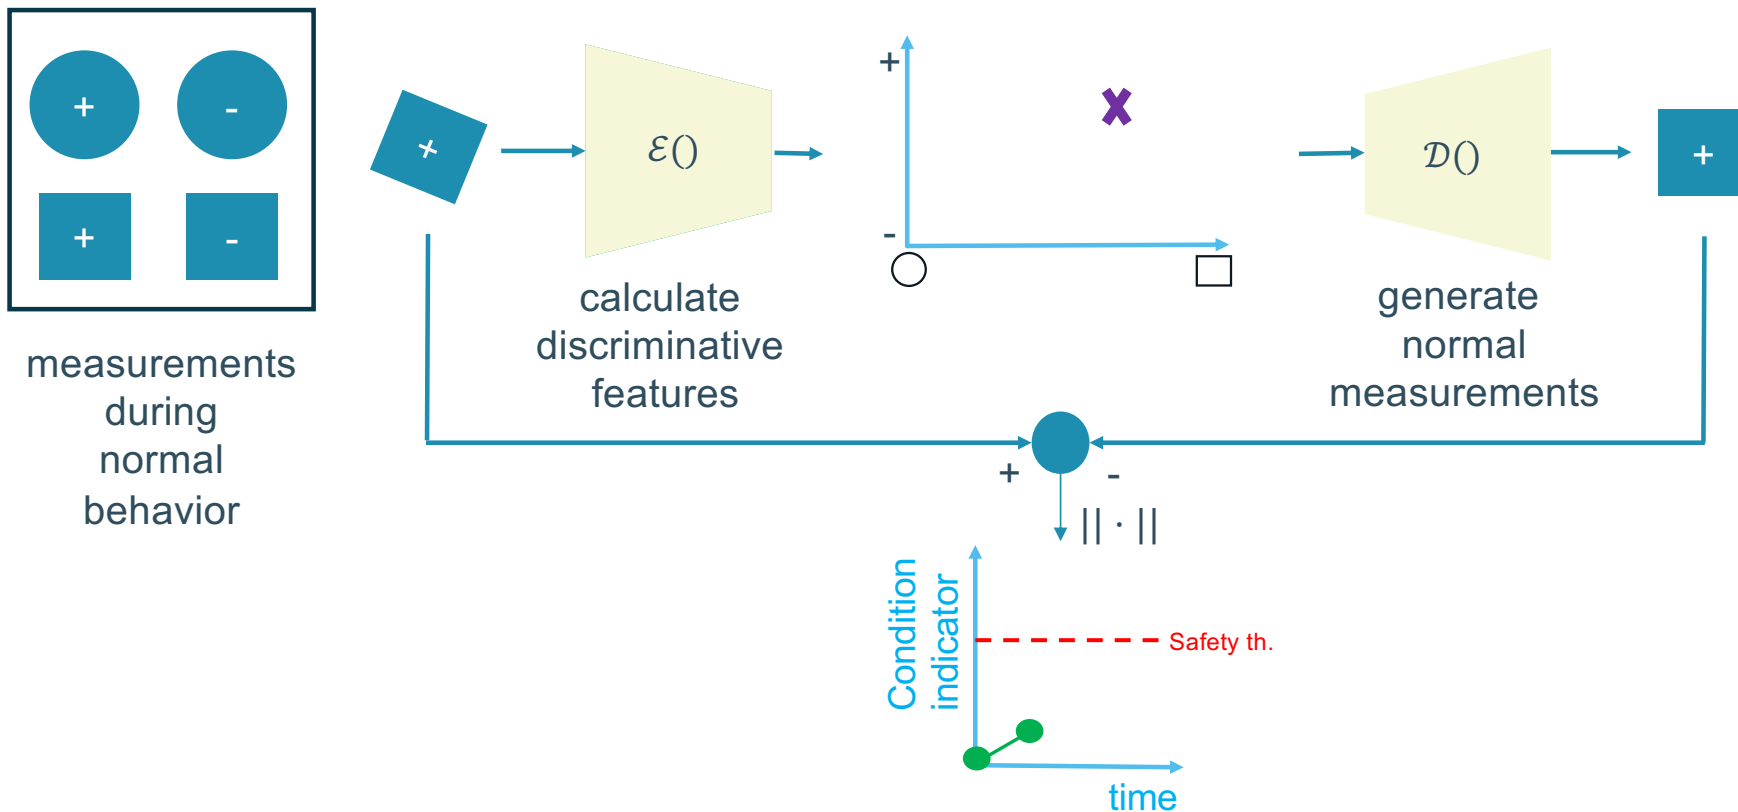 + -
+ -
measurements
during
normal
behavior
+
ℰ()
calculate
discriminative
features
+
-
𝒟()
generate
normal
measurements
+
+ -
|| · ||
Condition
indicator
Safety th.
time